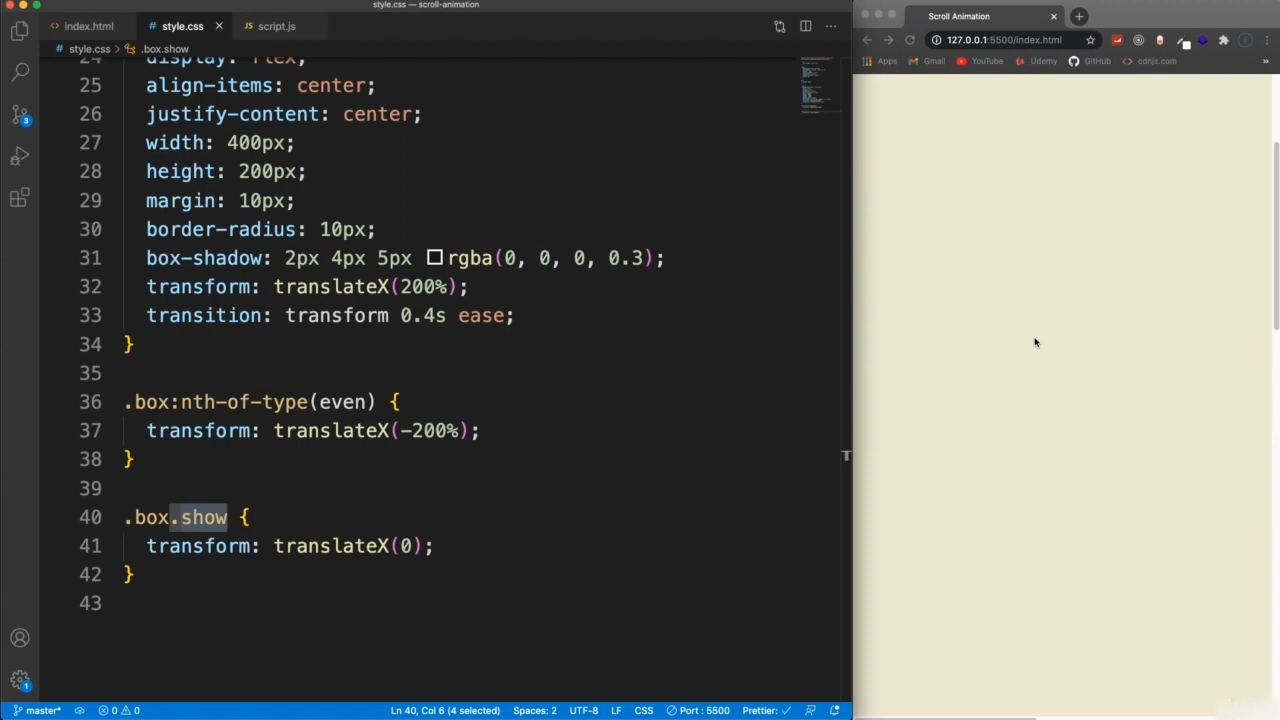 style.css — scroll-animation
index.html
style.css
script.js
style.css > .box.show
24 display: flex;
25 align-items: center;
26 justify-content: center;
27 width: 400px;
28 height: 200px;
29 margin: 10px;
30 border-radius: 10px;
31 box-shadow: 2px 4px 5px rgba(0, 0, 0, 0.3);
32 transform: translateX(200%);
33 transition: transform 0.4s ease;
34 }
35
36 .box:nth-of-type(even) {
37 transform: translateX(-200%);
38 }
39
40 .box.show {
41 transform: translateX(0);
42 }
43
3
1
master*
0
0
Ln 40, Col 6 (4 selected)
Spaces: 2
UTF-8
LF
CSS
Port : 5500
Prettier:
Scroll Animation
127.0.0.1:5500/index.html
Apps
Gmail
YouTube
Udemy
GitHub
cdnjs.com
»